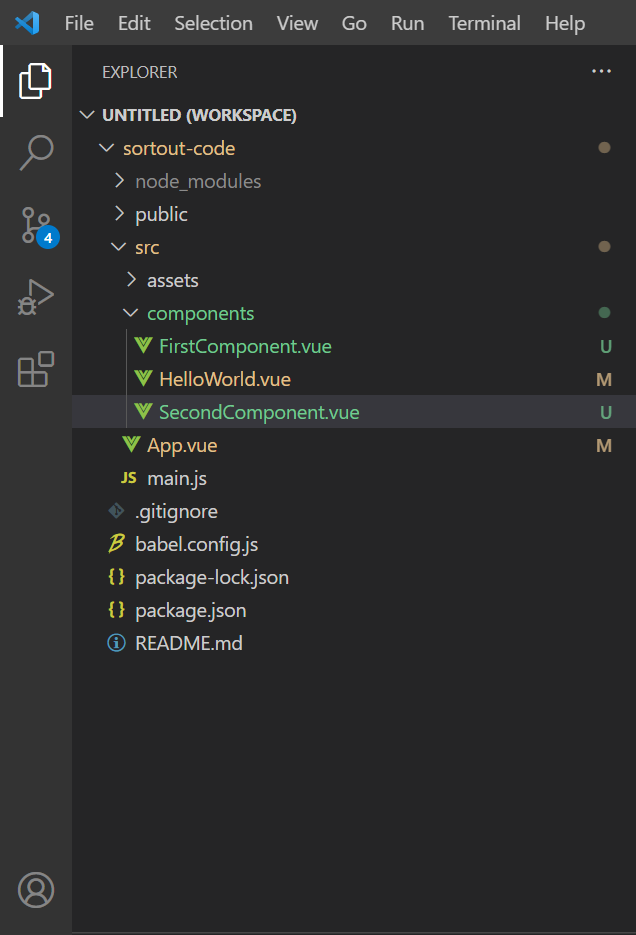 File Edit Selection View Go Run Terminal Help
EXPLORER ···
UNTITLED (WORKSPACE)
sortout-code
node_modules
public
4
src
assets
components
FirstComponent.vue U
HelloWorld.vue M
SecondComponent.vue U
App.vue M
JS main.js
.gitignore
babel.config.js
{ } package-lock.json
{ } package.json
README.md